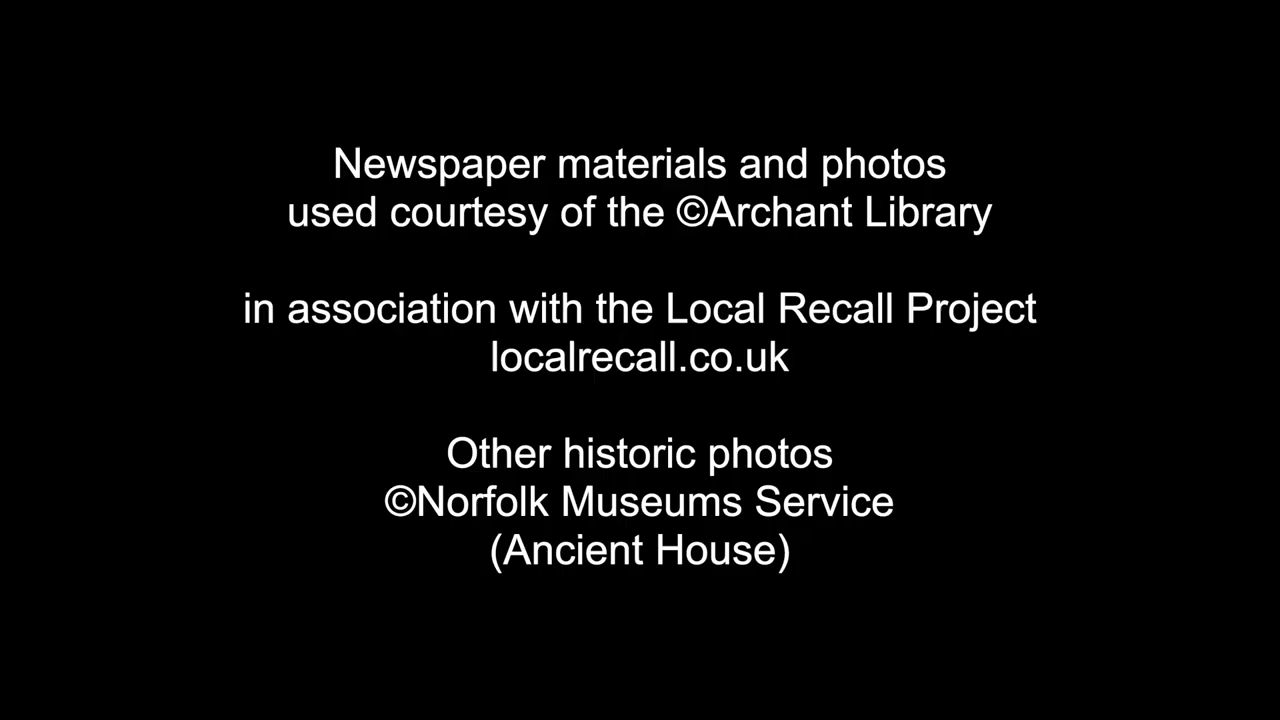 Newspaper materials and photos
used courtesy of the ©Archant Library
in association with the Local Recall Project
localrecall.co.uk
Other historic photos
©Norfolk Museums Service
(Ancient House)